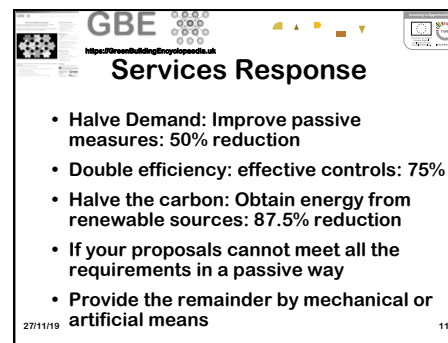 GBE
https://GreenBuildingEncyclopaedia.uk
Services Response
• Halve Demand: Improve passive
measures: 50% reduction
• Double efficiency: effective controls: 75%
• Halve the carbon: Obtain energy from
renewable sources: 87.5% reduction
• If your proposals cannot meet all the
requirements in a passive way
• Provide the remainder by mechanical or
artificial means
27/11/19
11